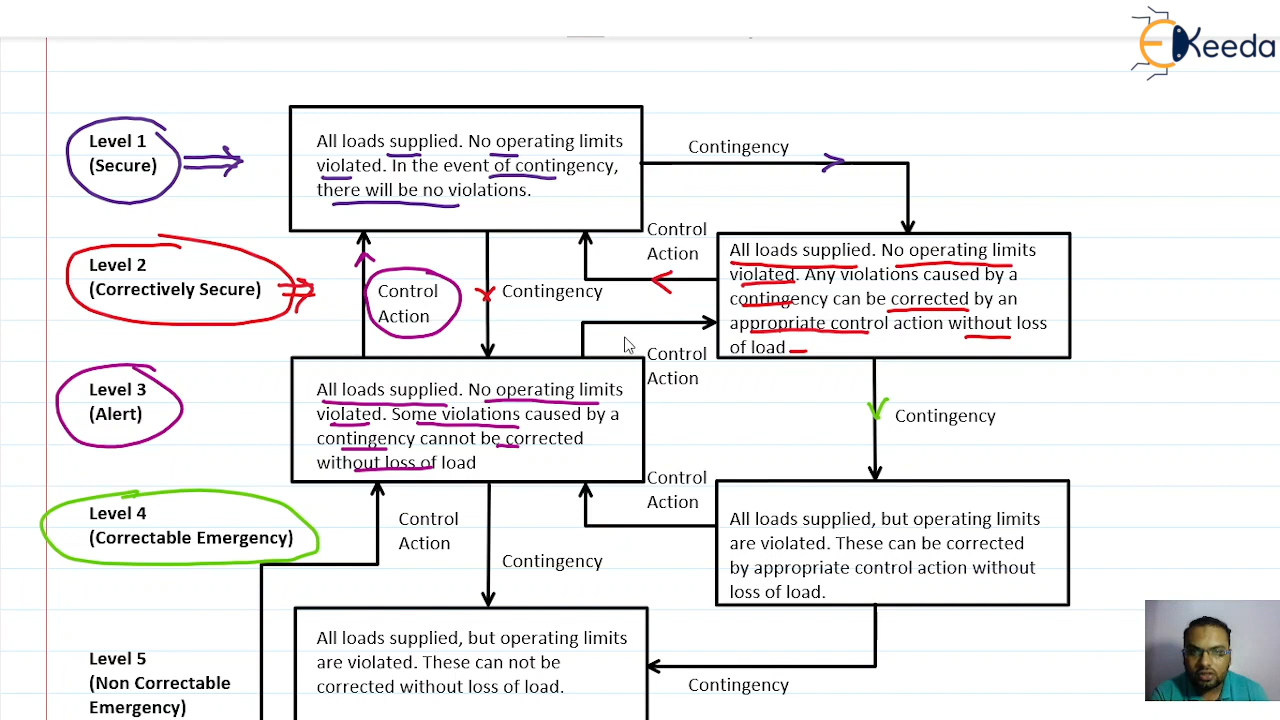 Keeda
Level 1
(Secure)
All loads supplied. No operating limits
violated. In the event of contingency,
there will be no violations.
Contingency
Control
Action
Level 2
(Correctively Secure)
Control
Action
Contingency
All loads supplied. No operating limits
violated. Any violations caused by a
contingency can be corrected by an
appropriate control action without loss
of load
Control
Action
Level 3
(Alert)
All loads supplied. No operating limits
violated. Some violations caused by a
contingency cannot be corrected
without loss of load
Contingency
Control
Action
Level 4
(Correctable Emergency)
Control
Action
Contingency
All loads supplied, but operating limits
are violated. These can be corrected
by appropriate control action without
loss of load.
Level 5
(Non Correctable
Emergency)
All loads supplied, but operating limits
are violated. These can not be
corrected without loss of load.
Contingency